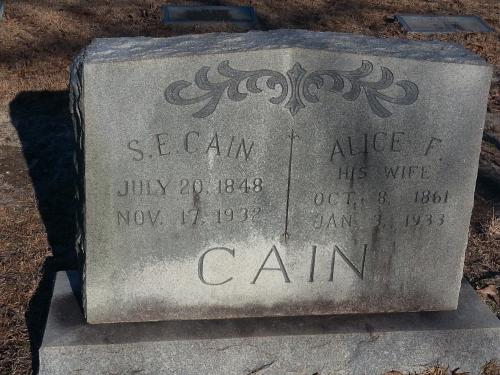 S.E. CAIN
JULY 20, 1848
NOV. 17, 1932
ALICE F.
HIS WIFE
OCT. 8, 1861
JAN. 3, 1933
CAIN